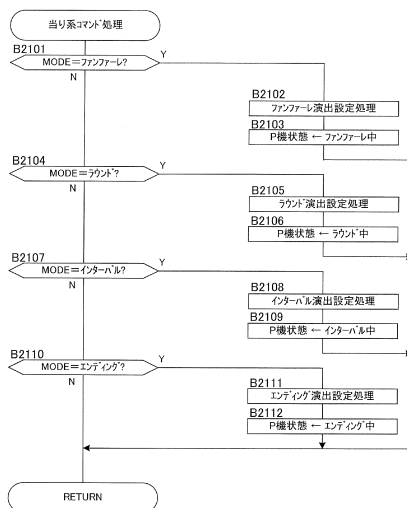 当り系コマンド処理
B2101
MODE=ファンファーレ?
Y
N
B2102
ファンファーレ演出設定処理
B2103
P機状態 ← ファンファーレ中
B2104
MODE=ラウンド?
Y
N
B2105
ラウンド演出設定処理
B2106
P機状態 ← ラウンド中
B2107
MODE=インターバル?
Y
N
B2108
インターバル演出設定処理
B2109
P機状態 ← インターバル中
B2110
MODE=エンディング?
Y
N
B2111
エンディング演出設定処理
B2112
P機状態 ← エンディング中
RETURN